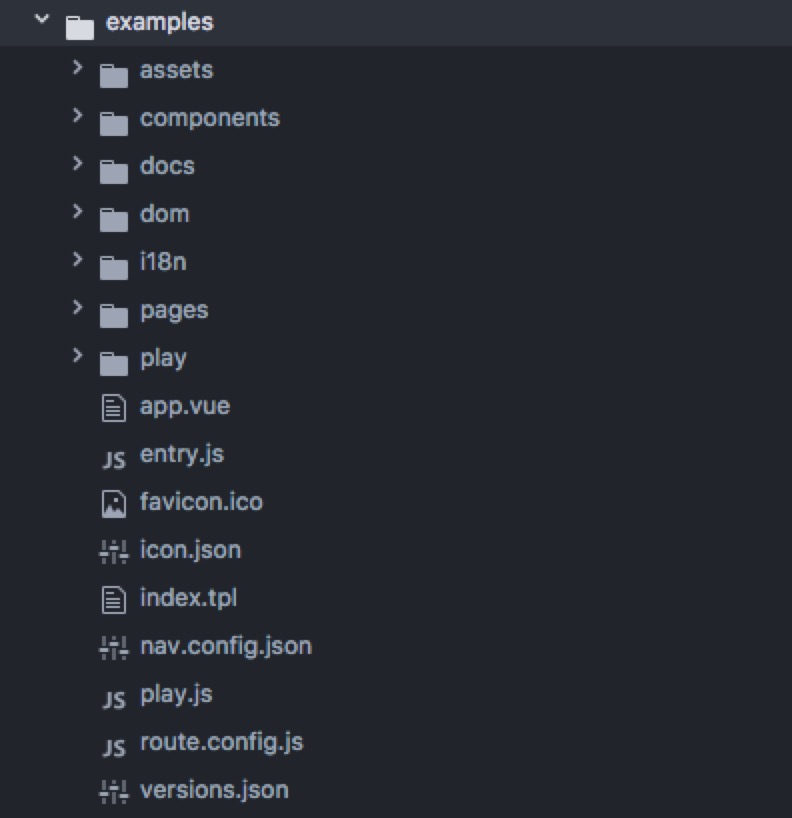 examples
assets
components
docs
dom
i18n
pages
play
app.vue
JS entry.js
favicon.ico
icon.json
index.tpl
nav.config.json
JS play.js
JS route.config.js
versions.json